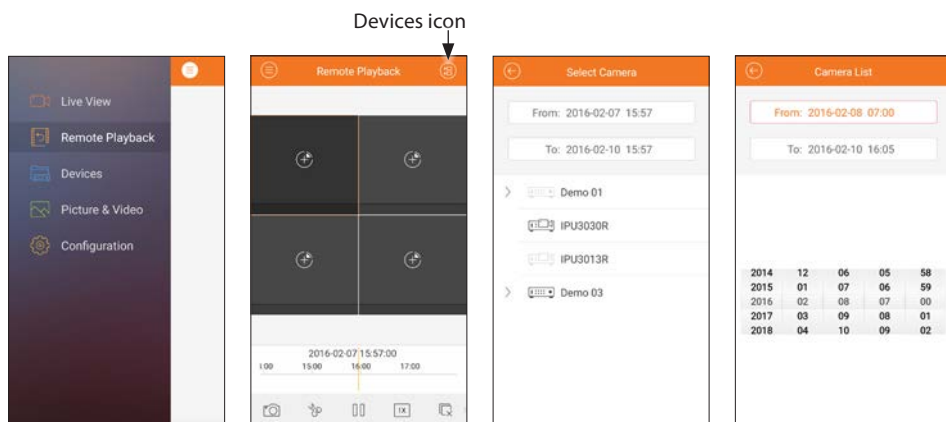 Devices icon
Live View
Remote Playback
Devices
Picture & Video
Configuration
Remote Playback
2016-02-07 15:57:00
15:00 16:00 17:00
1X
Select Camera
From: 2016-02-07 15:57
To: 2016-02-10 15:57
Demo 01
IPU3030R
IPU3013R
Demo 03
Camera List
From: 2016-02-08 07:00
To: 2016-02-10 16:05
2014 12 06 05 58
2015 01 07 06 59
2016 02 08 07 00
2017 03 09 08 01
2018 04 10 09 02